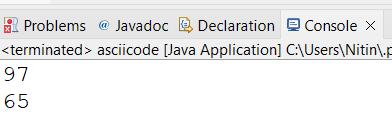 Problems @ Javadoc Declaration Console ×
<terminated> asciicode [Java Application] C:\Users\Nitin\.p
97
65